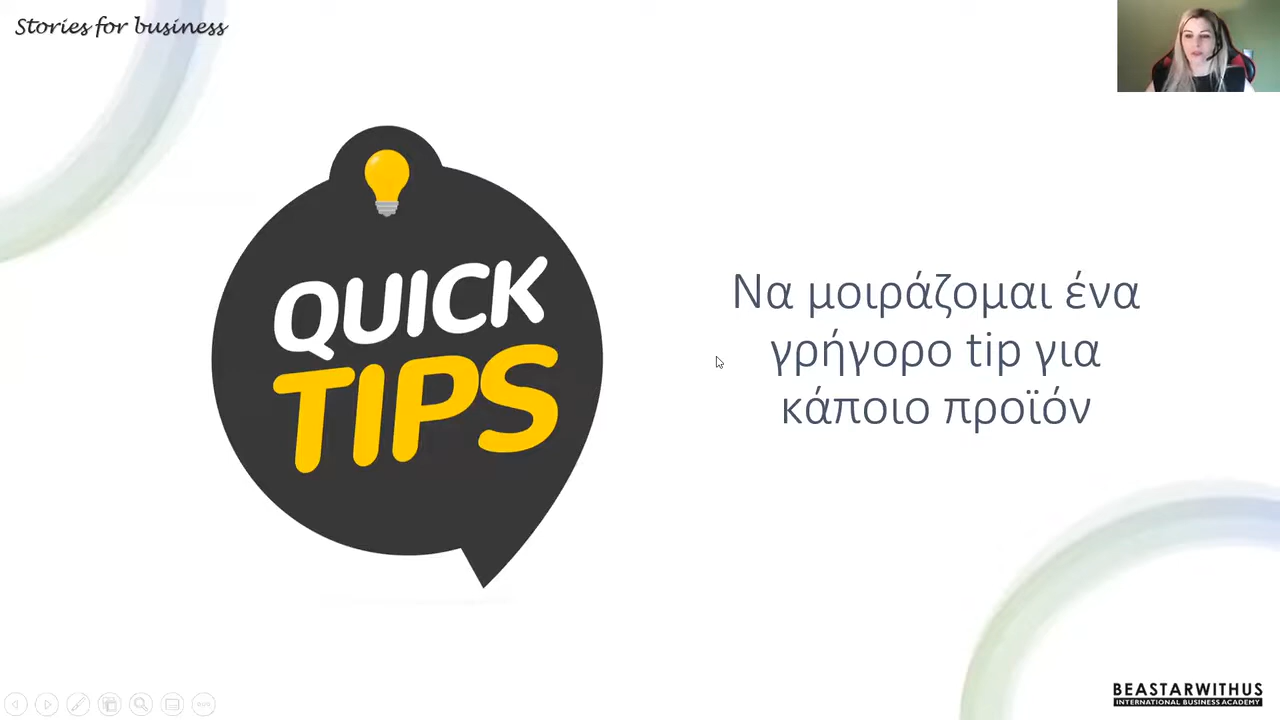 Stories for business
QUICK
TIPS
Να μοιράζομαι ένα
γρήγορο tip για
κάποιο προϊόν
BEASTARWITHUS
INTERNATIONAL BUSINESS ACADEMY